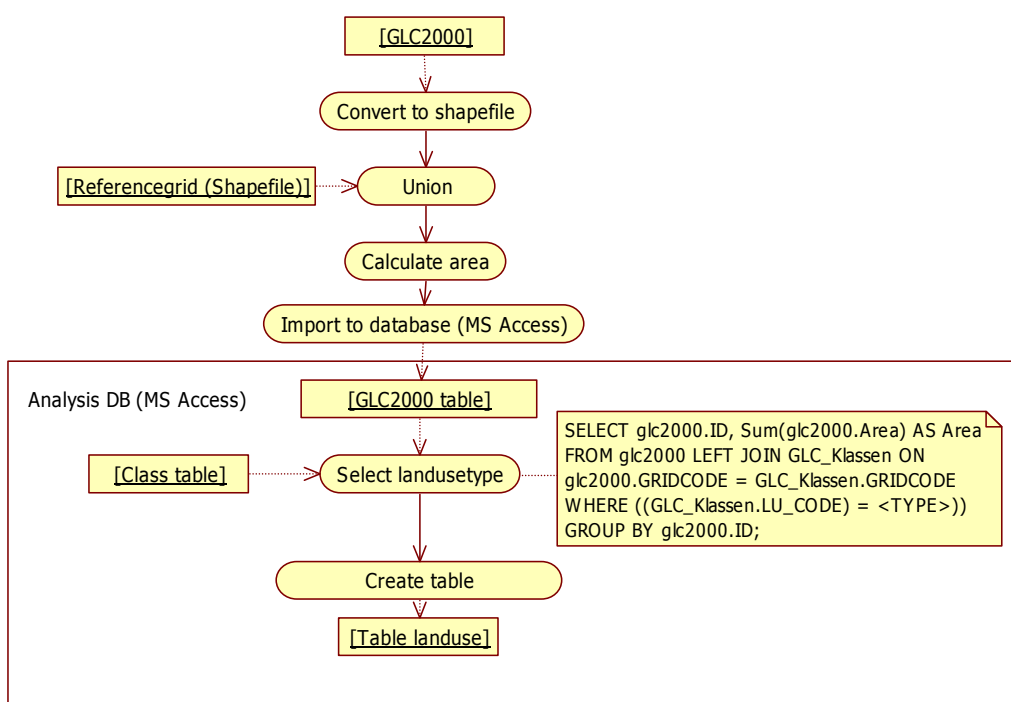 [GLC2000]
Convert to shapefile
[Referencegrid (Shapefile)]
Union
Calculate area
Import to database (MS Access)
Analysis DB (MS Access)
[GLC2000 table]
SELECT glc2000.ID, Sum(glc2000.Area) AS Area
FROM glc2000 LEFT JOIN GLC_Klassen ON
glc2000.GRIDCODE = GLC_Klassen.GRIDCODE
WHERE ((GLC_Klassen.LU_CODE) = <TYPE>))
GROUP BY glc2000.ID;
[Class table]
Select landusetype
Create table
[Table landuse]